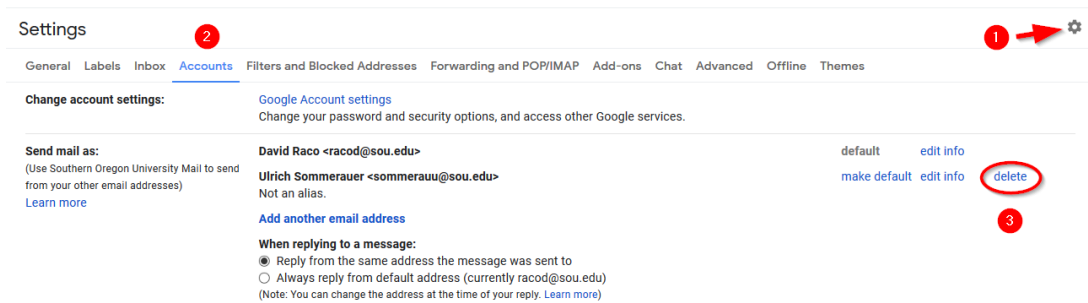 Settings
2
1
General Labels Inbox Accounts Filters and Blocked Addresses Forwarding and POP/IMAP Add-ons Chat Advanced Offline Themes
Change account settings:
Google Account settings
Change your password and security options, and access other Google services.
Send mail as:
(Use Southern Oregon University Mail to send
from your other email addresses)
Learn more
David Raco <racod@sou.edu>
default edit info
Ulrich Sommerauer <sommerauu@sou.edu>
make default edit info delete
Not an alias.
3
Add another email address
When replying to a message:
Reply from the same address the message was sent to
Always reply from default address (currently racod@sou.edu)
(Note: You can change the address at the time of your reply. Learn more)